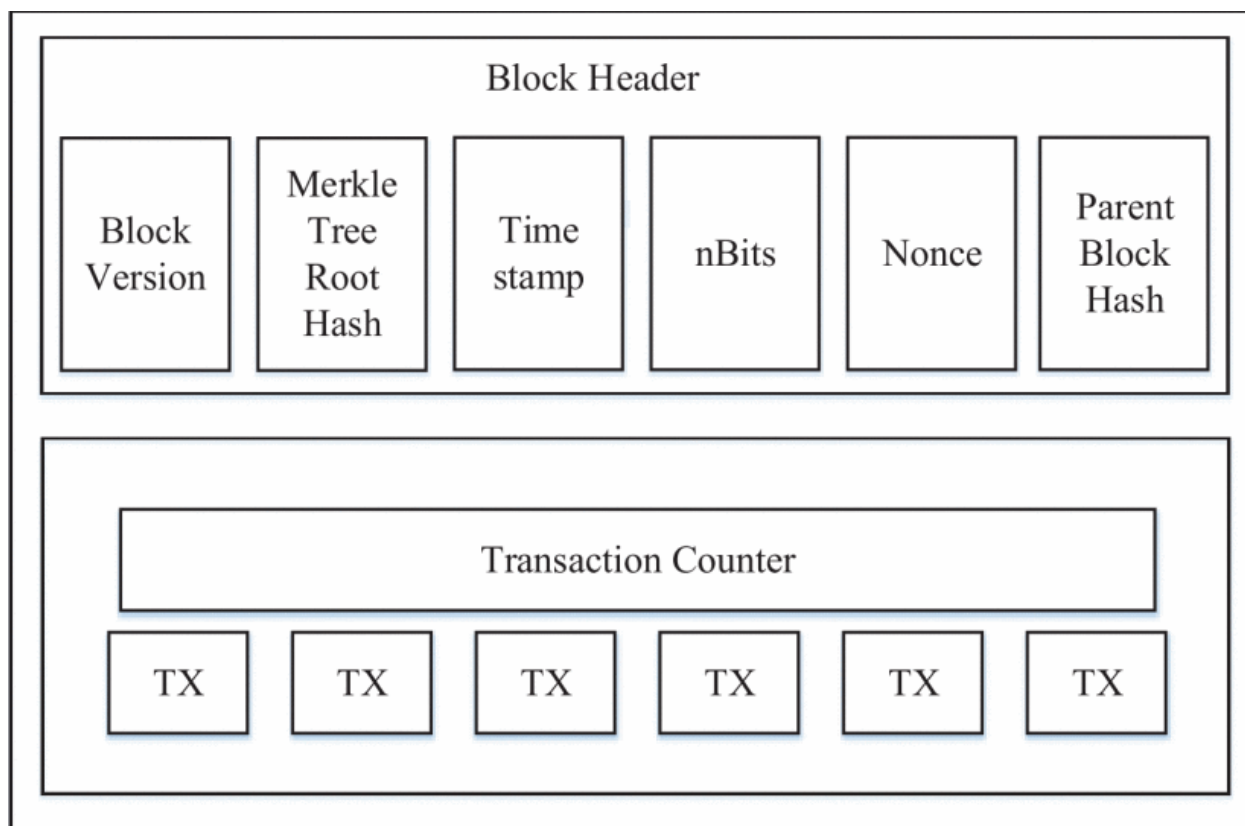 Block Header
Block
Version
Merkle
Tree
Root
Hash
Time
stamp
nBits
Nonce
Parent
Block
Hash
Transaction Counter
TX
TX
TX
TX
TX
TX